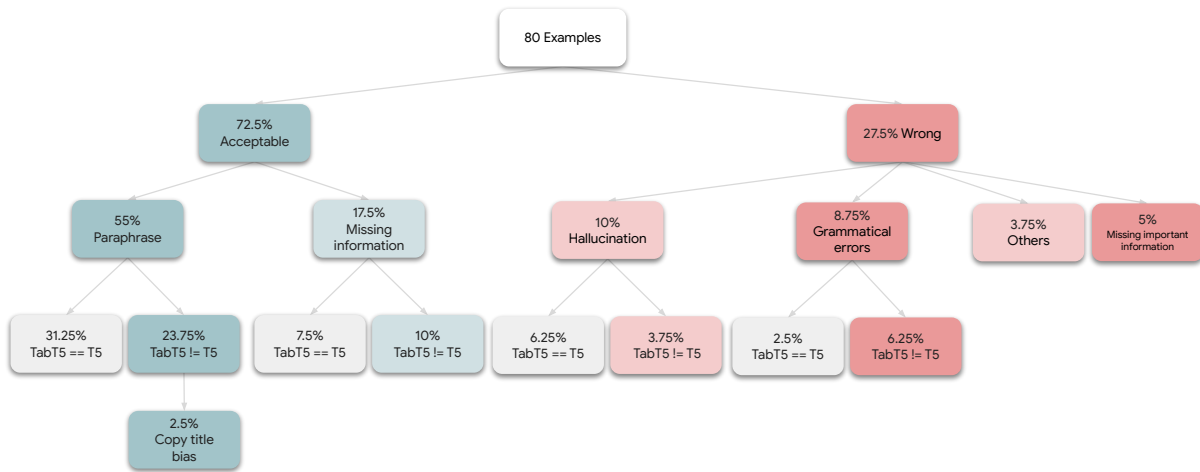 80 Examples
72.5%
Acceptable
27.5% Wrong
55%
Paraphrase
17.5%
Missing
information
10%
Hallucination
8.75%
Grammatical
errors
3.75%
Others
5%
Missing important
information
31.25%
TabT5 == T5
23.75%
TabT5 != T5
7.5%
TabT5 == T5
10%
TabT5 != T5
6.25%
TabT5 == T5
3.75%
TabT5 != T5
2.5%
TabT5 == T5
6.25%
TabT5 != T5
2.5%
Copy title
bias